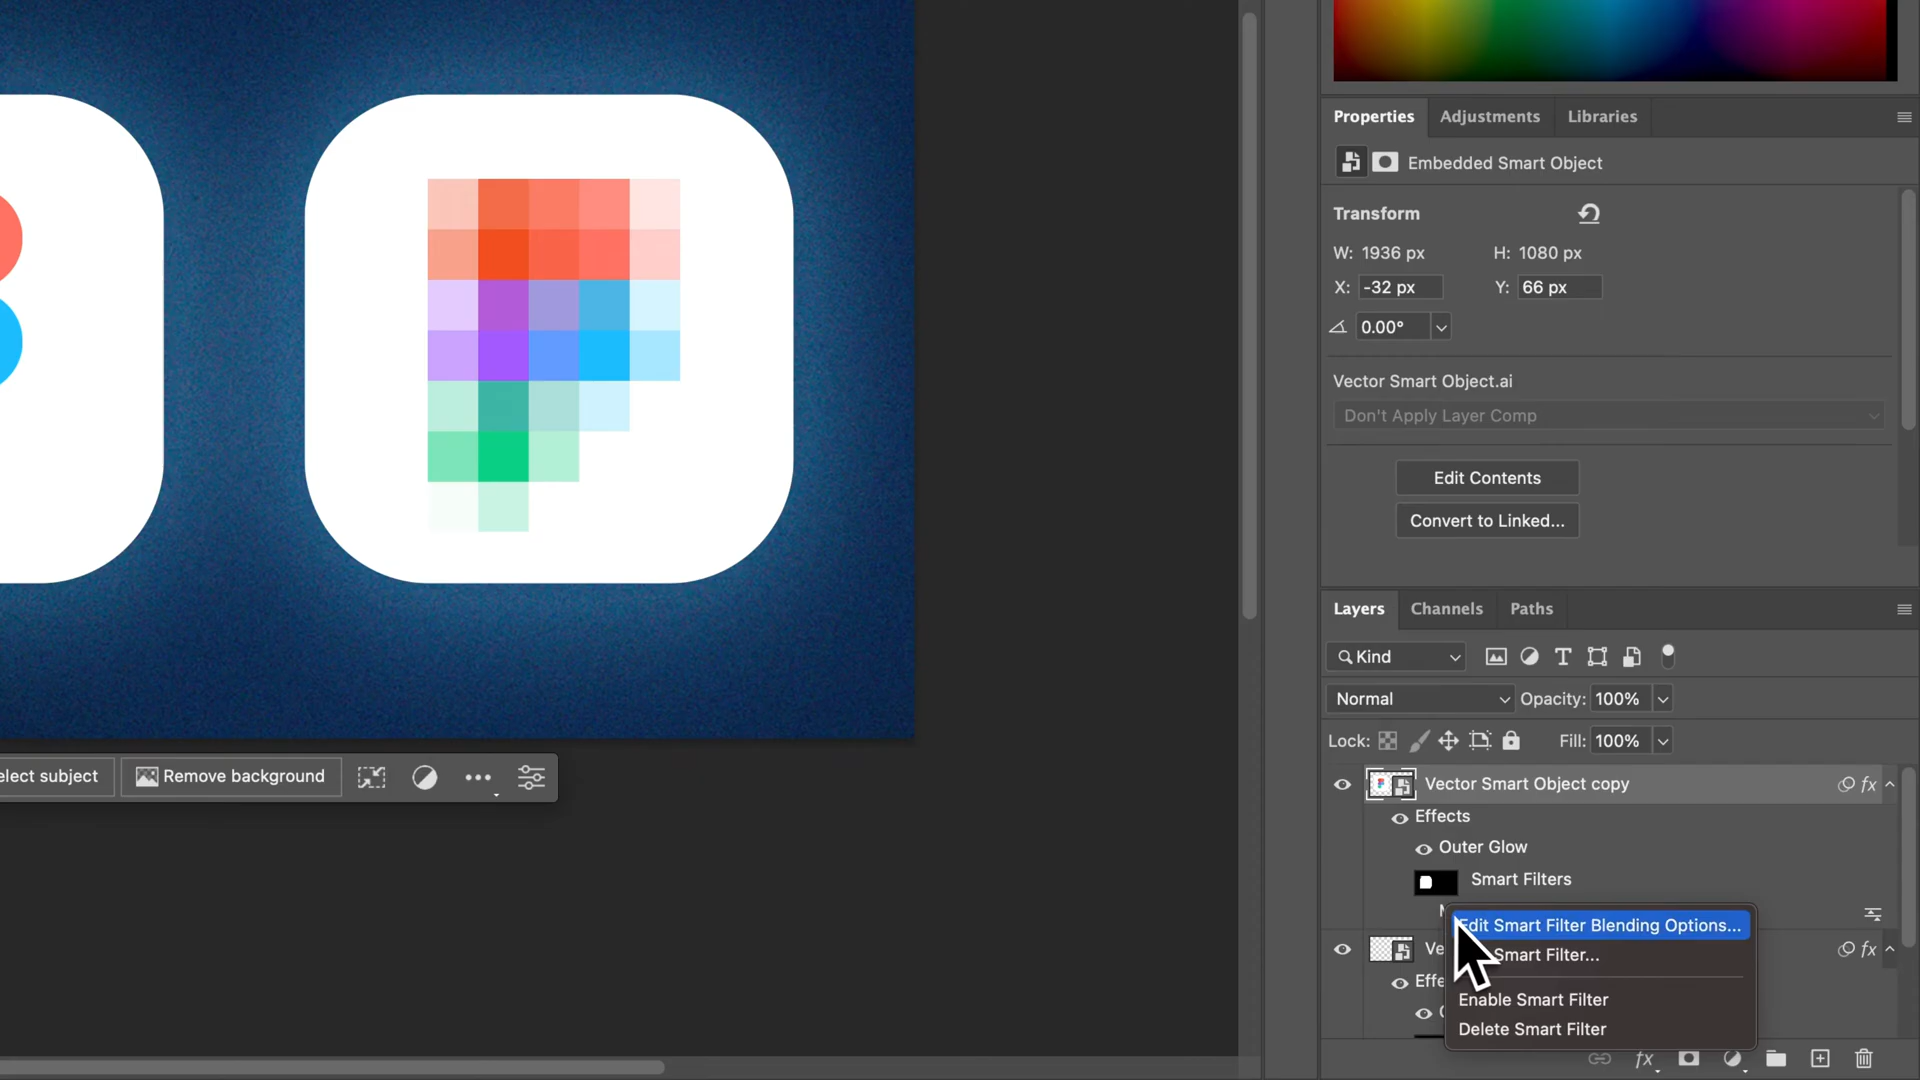 Properties
Adjustments
Libraries
Embedded Smart Object
Transform
W: 1936 px
H: 1080 px
X: -32 px
Y: 66 px
0.00°
Vector Smart Object.ai
Don't Apply Layer Comp
Edit Contents
Convert to Linked...
Layers
Channels
Paths
Kind
Normal
Opacity: 100%
Lock:
Fill: 100%
elect subject
Remove background
Vector Smart Object copy
fx
Effects
Outer Glow
Smart Filters
M
Edit Smart Filter Blending Options...
Smart Filter...
Enable Smart Filter
Delete Smart Filter
Ve
fx
Effe
fx